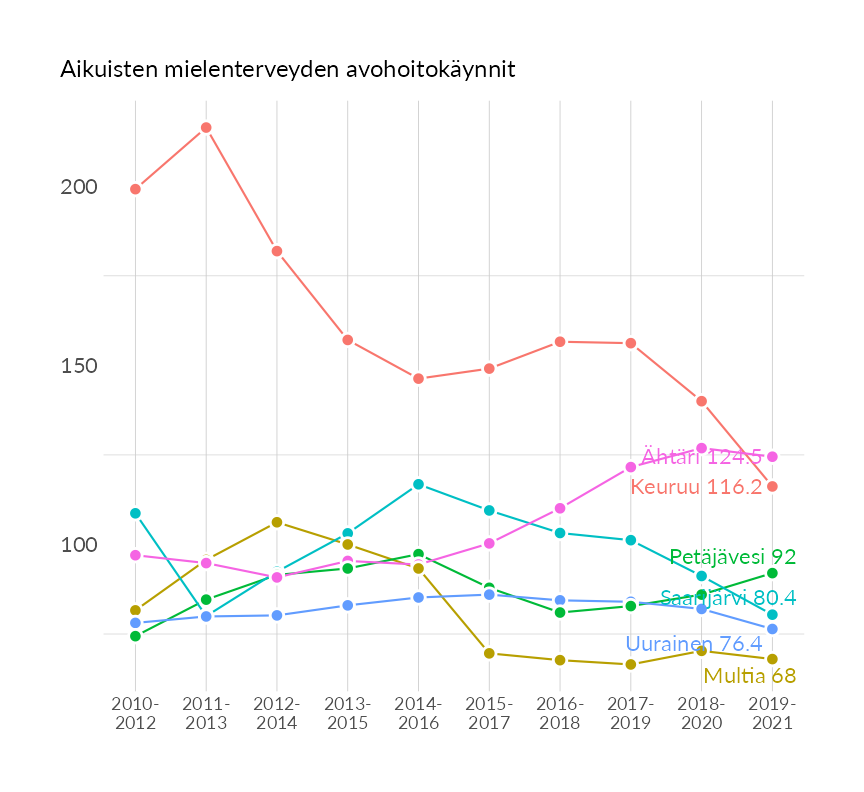 Aikuisten mielenterveyden avohoitokäynnit
200
150
100
Ähtäri 124.5
Keuruu 116.2
Petäjävesi 92
Saarijärvi 80.4
Uurainen 76.4
Multia 68
2010- 2011- 2012- 2013- 2014- 2015- 2016- 2017- 2018- 2019-
2012 2013 2014 2015 2016 2017 2018 2019 2020 2021